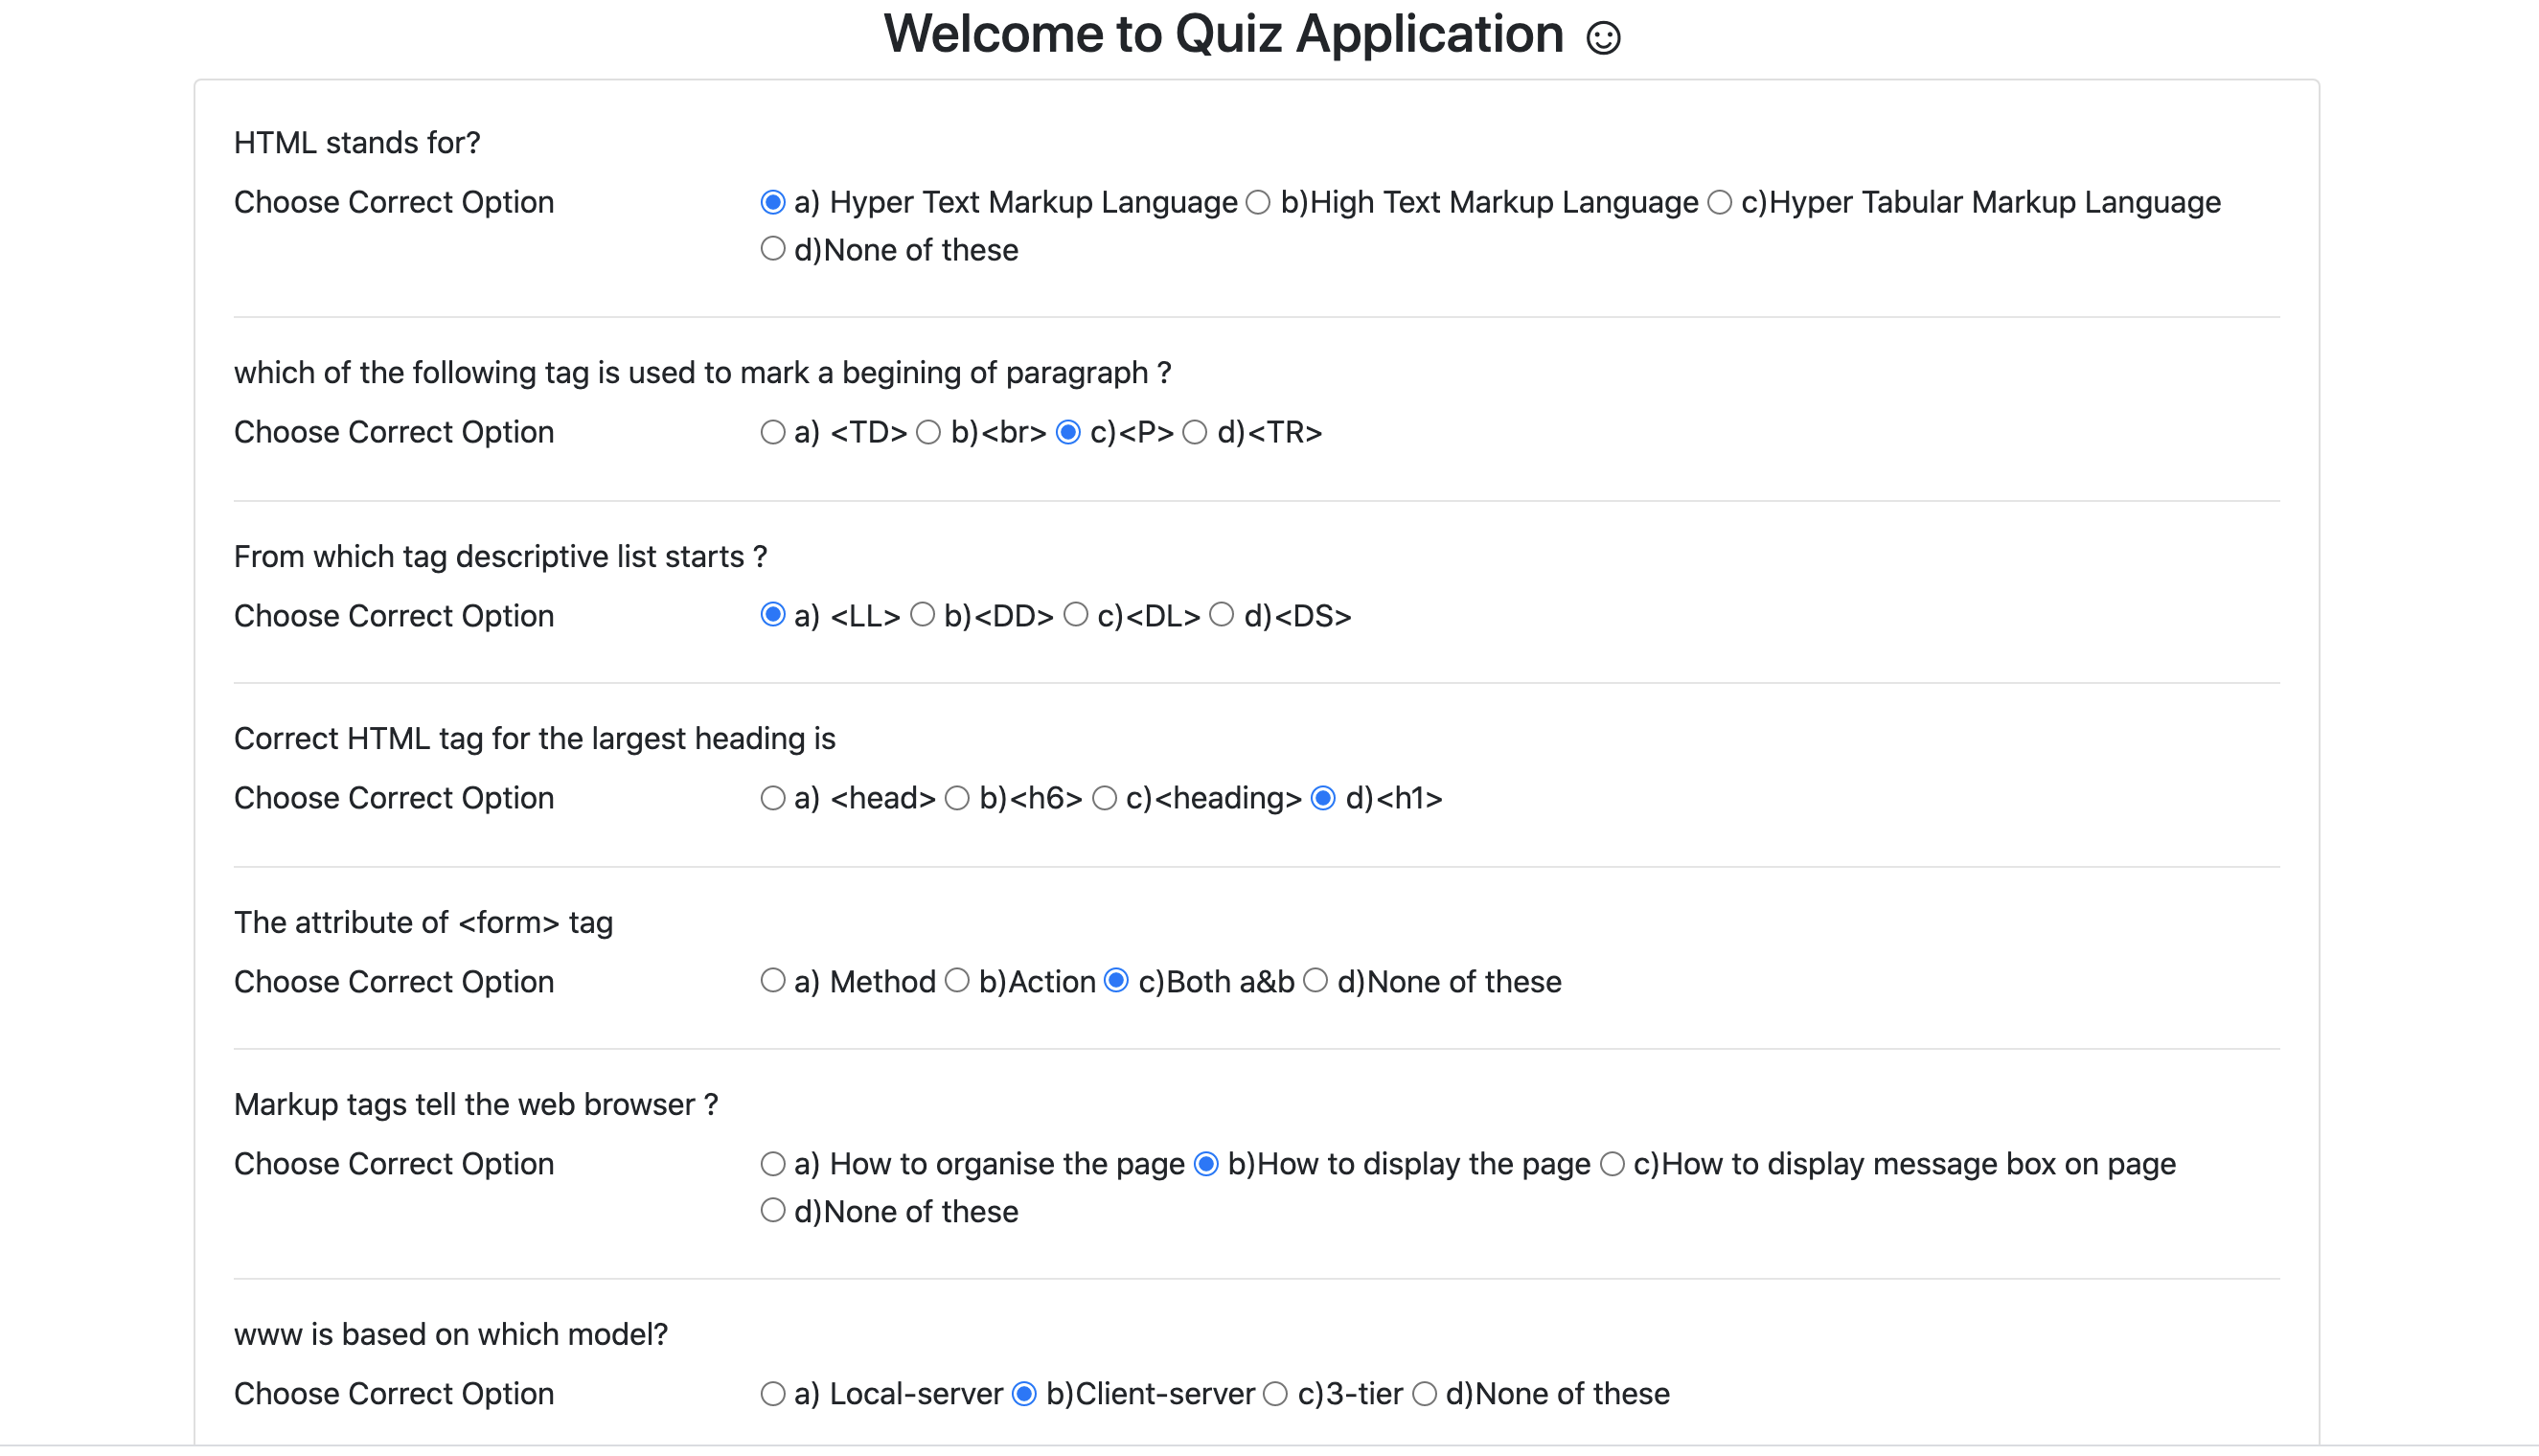 Welcome to Quiz Application ☺
HTML stands for?
Choose Correct Option a) Hyper Text Markup Language b)High Text Markup Language c)Hyper Tabular Markup Language
d)None of these
which of the following tag is used to mark a begining of paragraph ?
Choose Correct Option a) <TD> b)<br> c)<P> d)<TR>
From which tag descriptive list starts ?
Choose Correct Option a) <LL> b)<DD> c)<DL> d)<DS>
Correct HTML tag for the largest heading is
Choose Correct Option a) <head> b)<h6> c)<heading> d)<h1>
The attribute of <form> tag
Choose Correct Option a) Method b)Action c)Both a&b d)None of these
Markup tags tell the web browser ?
Choose Correct Option a) How to organise the page b)How to display the page c)How to display message box on page
d)None of these
www is based on which model?
Choose Correct Option a) Local-server b)Client-server c)3-tier d)None of these